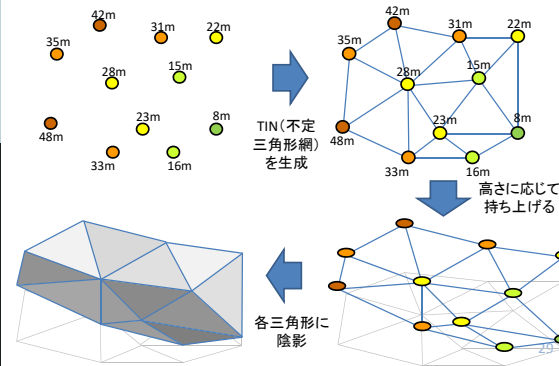 42m
35m
31m
22m
28m
15m
48m
23m
8m
33m
16m
TIN(不定
三角形網)
を生成
42m
35m
31m
22m
28m
15m
48m
23m
8m
33m
16m
高さに応じて
持ち上げる
各三角形に
陰影
29